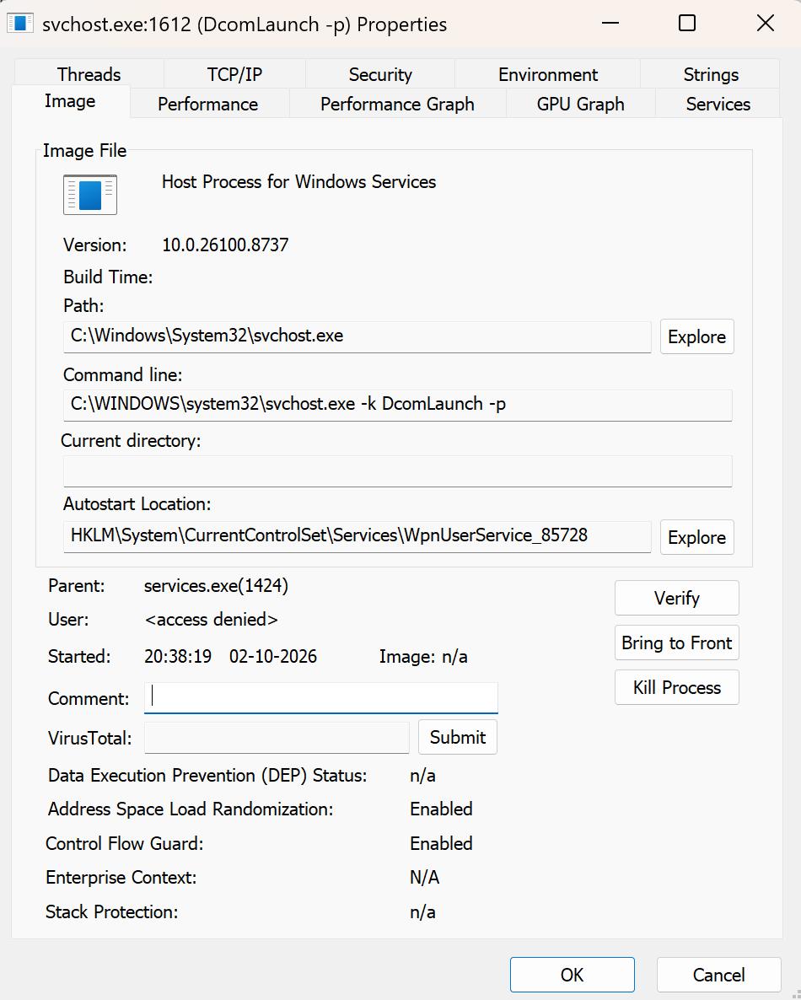 svchost.exe:1612 (DcomLaunch -p) Properties
Threads TCP/IP Security Environment Strings
Image Performance Performance Graph GPU Graph Services
Image File
Host Process for Windows Services
Version: 10.0.26100.8737
Build Time:
Path:
C:\Windows\System32\svchost.exe Explore
Command line:
C:\WINDOWS\system32\svchost.exe -k DcomLaunch -p
Current directory:
Autostart Location:
HKLM\System\CurrentControlSet\Services\WpnUserService_85728 Explore
Parent: services.exe(1424)
Verify
User: <access denied>
Bring to Front
Started: 20:38:19 02-10-2026 Image: n/a
Kill Process
Comment:
VirusTotal: Submit
Data Execution Prevention (DEP) Status: n/a
Address Space Load Randomization: Enabled
Control Flow Guard: Enabled
Enterprise Context: N/A
Stack Protection: n/a
OK Cancel